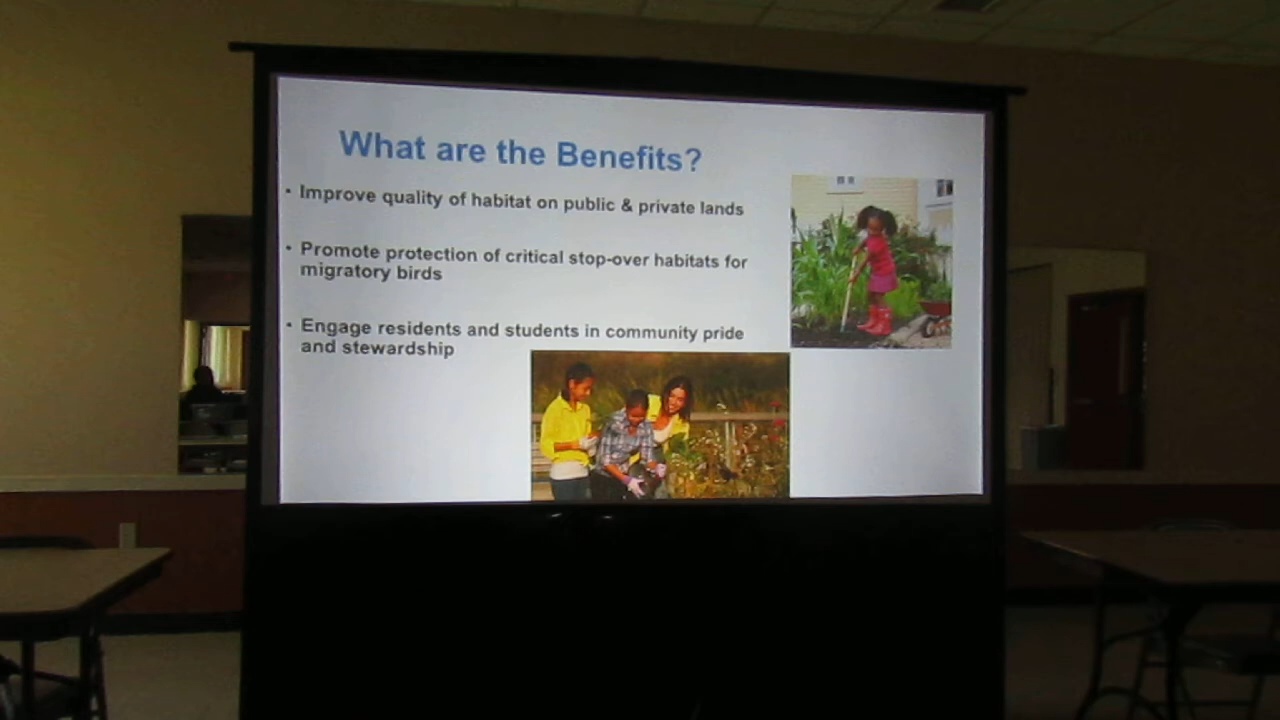 What are the Benefits?
• Improve quality of habitat on public & private lands
• Promote protection of critical stop-over habitats for
migratory birds
• Engage residents and students in community pride
and stewardship